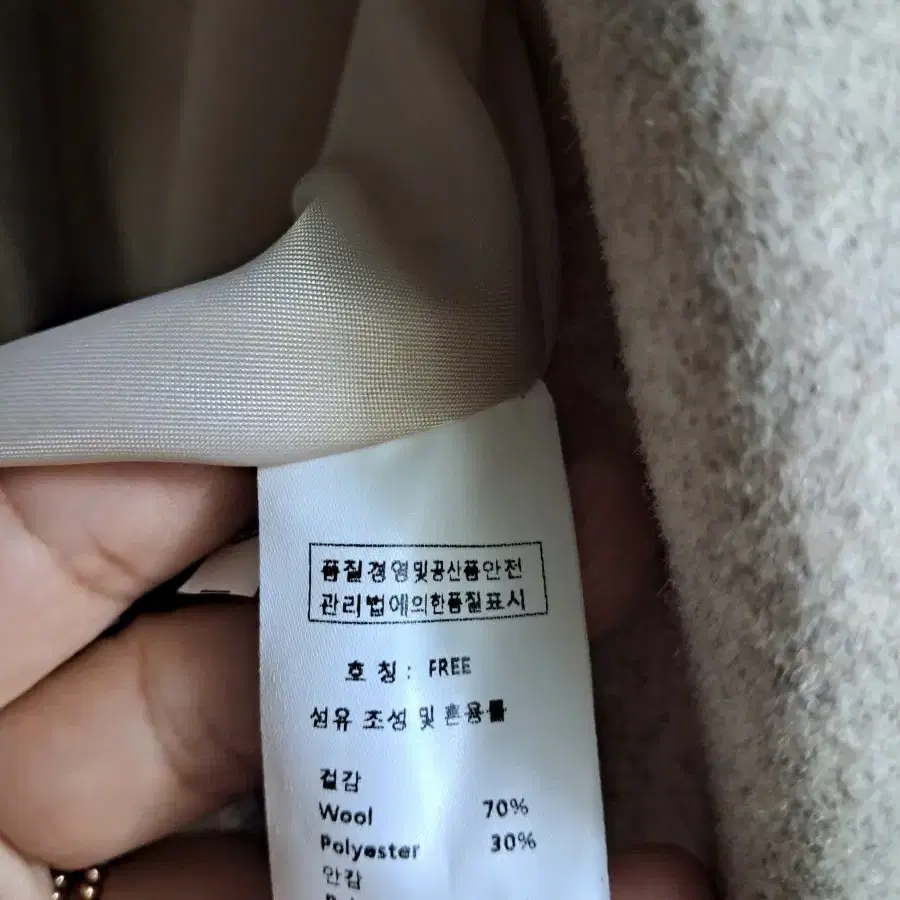 품질경영및공산품안전
관리법에의한품질표시
호 칭 : FREE
섬유 조성 및 혼용률
겉감
Wool 70%
Polyester 30%
안감